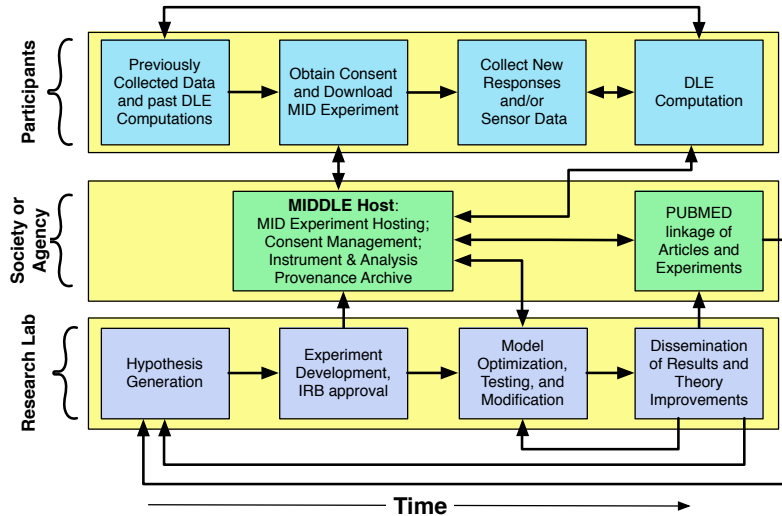 Participants
Previously
Collected Data
and past DLE
Computations
Obtain Consent
and Download
MID Experiment
Collect New
Responses
and/or
Sensor Data
DLE
Computation
Society or
Agency
MIDDLE Host:
MID Experiment Hosting;
Consent Management;
Instrument & Analysis
Provenance Archive
PUBMED
linkage of
Articles and
Experiments
Research Lab
Hypothesis
Generation
Experiment
Development,
IRB approval
Model
Optimization,
Testing, and
Modification
Dissemination
of Results and
Theory
Improvements
Time